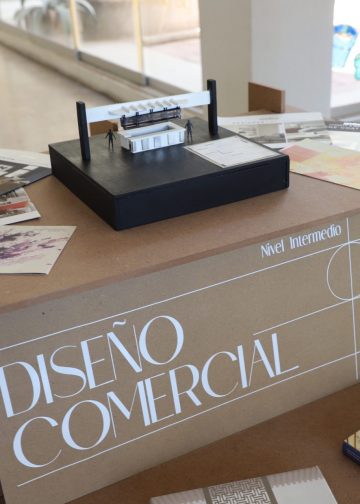 Nivel Intermedio
DISEÑO
COMERCIAL